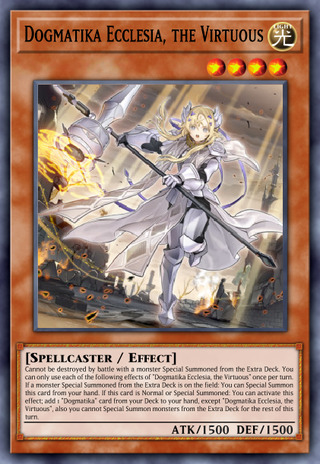 Dogmatika Ecclesia, the Virtuous
LIGHT
光
[Spellcaster / Effect]
Cannot be destroyed by battle with a monster Special Summoned from the Extra Deck. You
can only use each of the following effects of "Dogmatika Ecclesia, the Virtuous" once per turn.
If a monster Special Summoned from the Extra Deck is on the field: You can Special Summon
this card from your hand. If this card is Normal or Special Summoned: You can activate this
effect; add 1 "Dogmatika" card from your Deck to your hand, except "Dogmatika Ecclesia, the
Virtuous", also you cannot Special Summon monsters from the Extra Deck for the rest of this
turn.
ATK/1500 DEF/1500